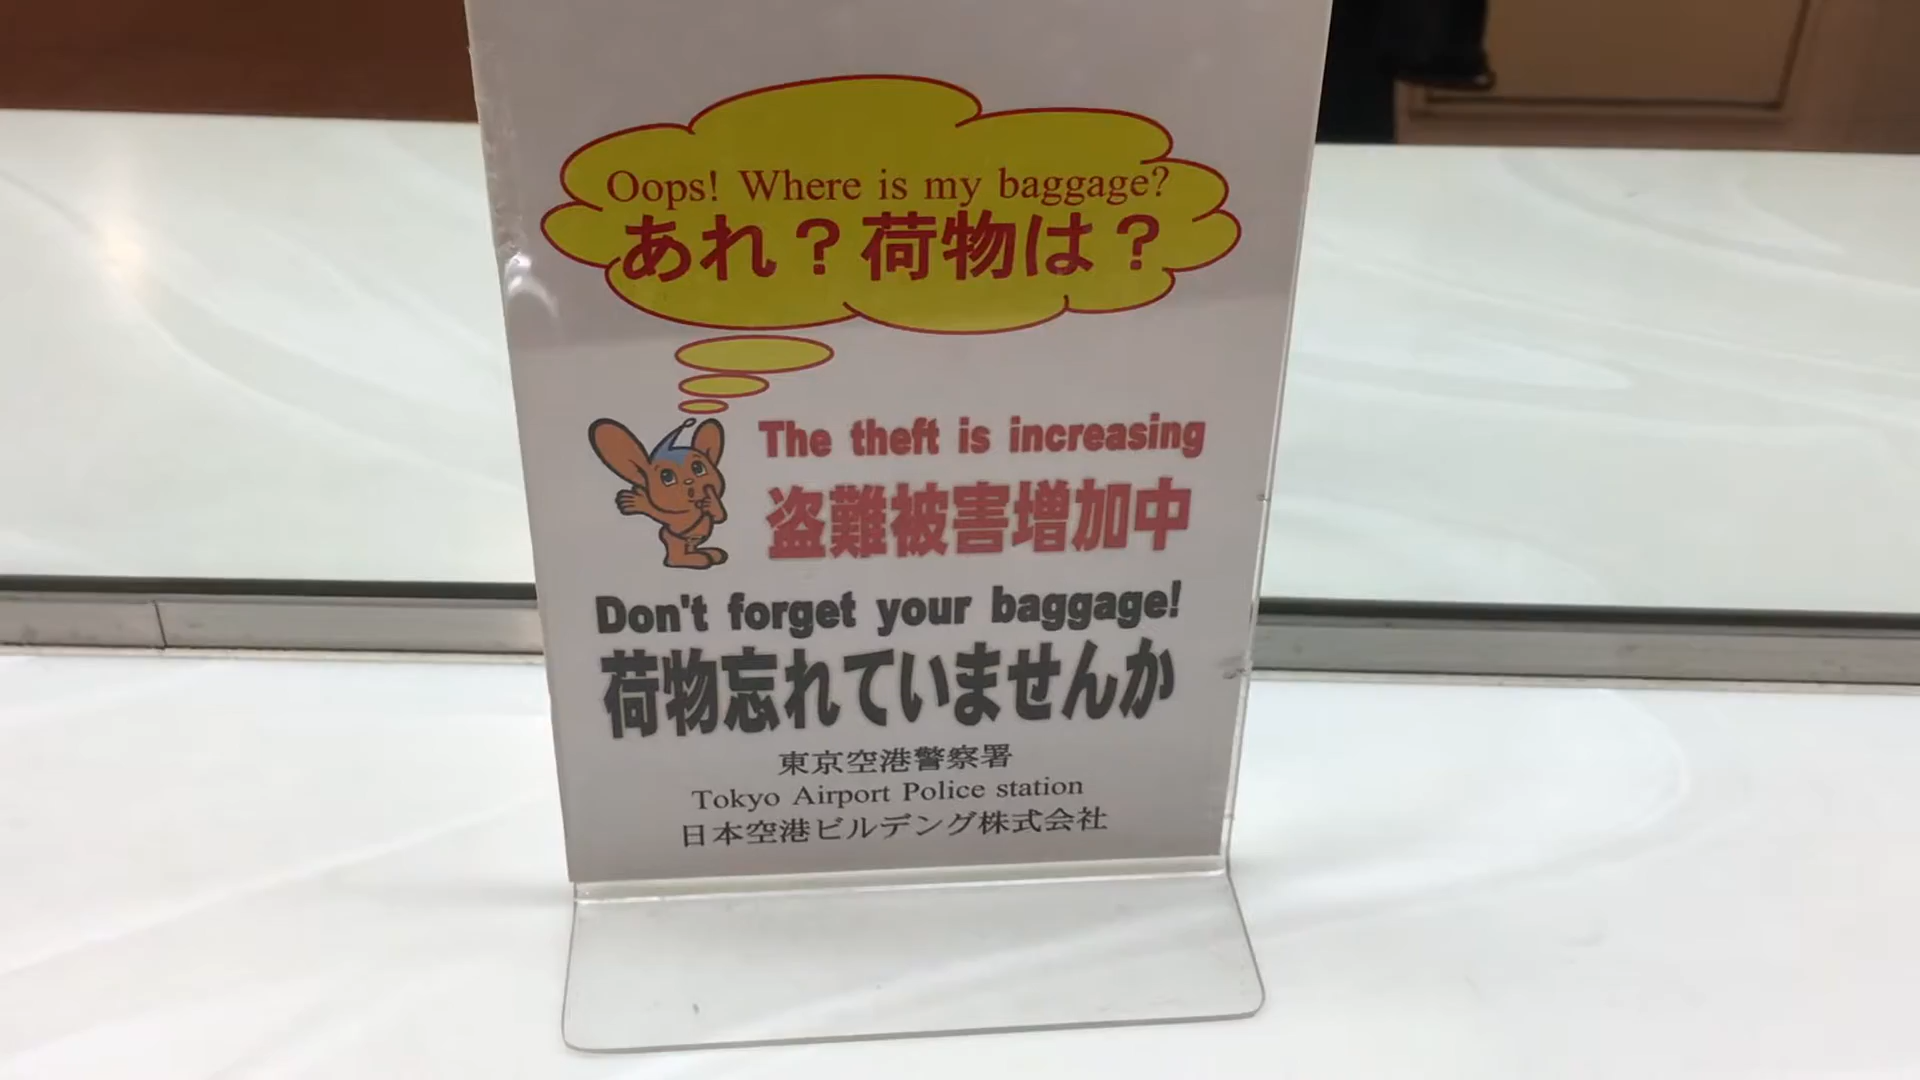 Oops! Where is my baggage?
あれ？荷物は？
The theft is increasing
盗難被害増加中
Don't forget your baggage!
荷物忘れていませんか
東京空港警察署
Tokyo Airport Police station
日本空港ビルデング株式会社